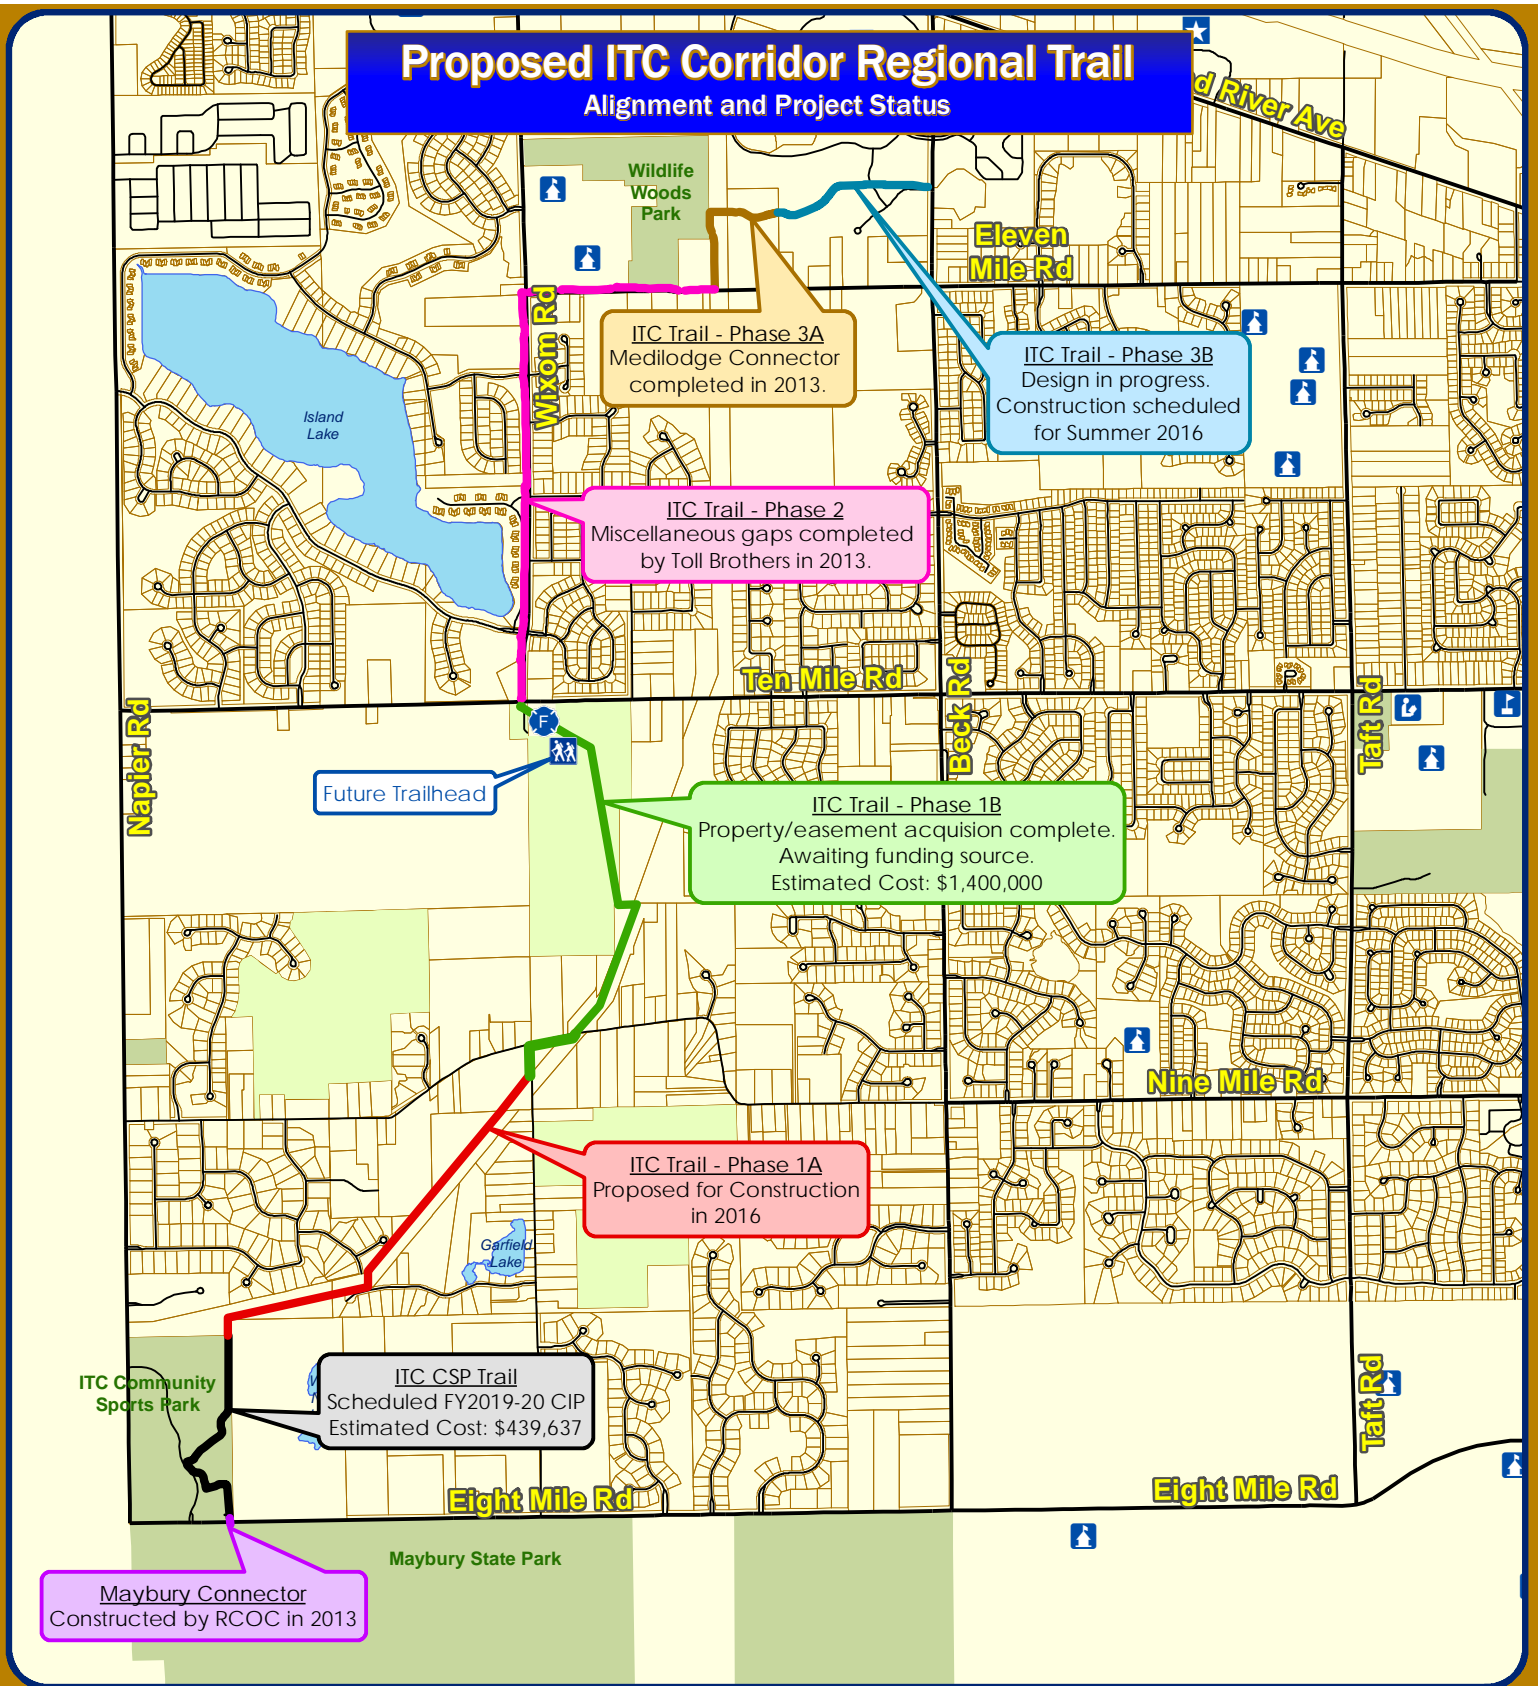 Proposed ITC Corridor Regional Trail
Alignment and Project Status
d River Ave
Wildlife
Woods
Park
Eleven
Mile Rd
Wixom Rd
ITC Trail - Phase 3A
Medilodge Connector
completed in 2013.
ITC Trail - Phase 3B
Design in progress.
Construction scheduled
for Summer 2016
Island
Lake
ITC Trail - Phase 2
Miscellaneous gaps completed
by Toll Brothers in 2013.
Ten Mile Rd
Beck Rd
Taft Rd
Napier Rd
F
Future Trailhead
ITC Trail - Phase 1B
Property/easement acquision complete.
Awaiting funding source.
Estimated Cost: $1,400,000
Nine Mile Rd
ITC Trail - Phase 1A
Proposed for Construction
in 2016
Garfield
Lake
ITC Community
Sports Park
ITC CSP Trail
Scheduled FY2019-20 CIP
Estimated Cost: $439,637
Taft Rd
Eight Mile Rd
Eight Mile Rd
Maybury State Park
Maybury Connector
Constructed by RCOC in 2013